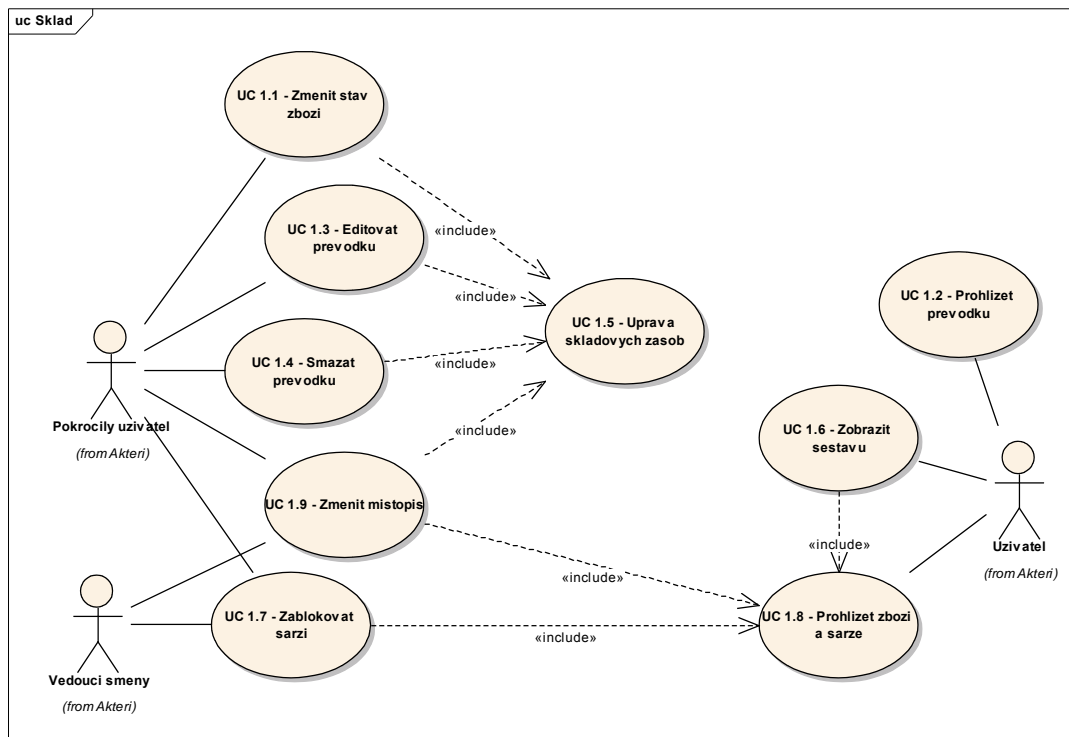 uc Sklad
UC 1.1 - Zmenit stav
zbozi
UC 1.3 - Editovat
prevodku
«include»
«include»
UC 1.2 - Prohlizet
prevodku
UC 1.5 - Uprava
skladovych zasob
UC 1.4 - Smazat
prevodku
«include»
Pokrocily uzivatel
(from Akteri)
«include»
UC 1.6 - Zobrazit
sestavu
UC 1.9 - Zmenit mistopis
«include»
Uzivatel
(from Akteri)
«include»
UC 1.7 - Zablokovat
sarzi
«include»
UC 1.8 - Prohlizet zbozi
a sarze
Vedouci smeny
(from Akteri)